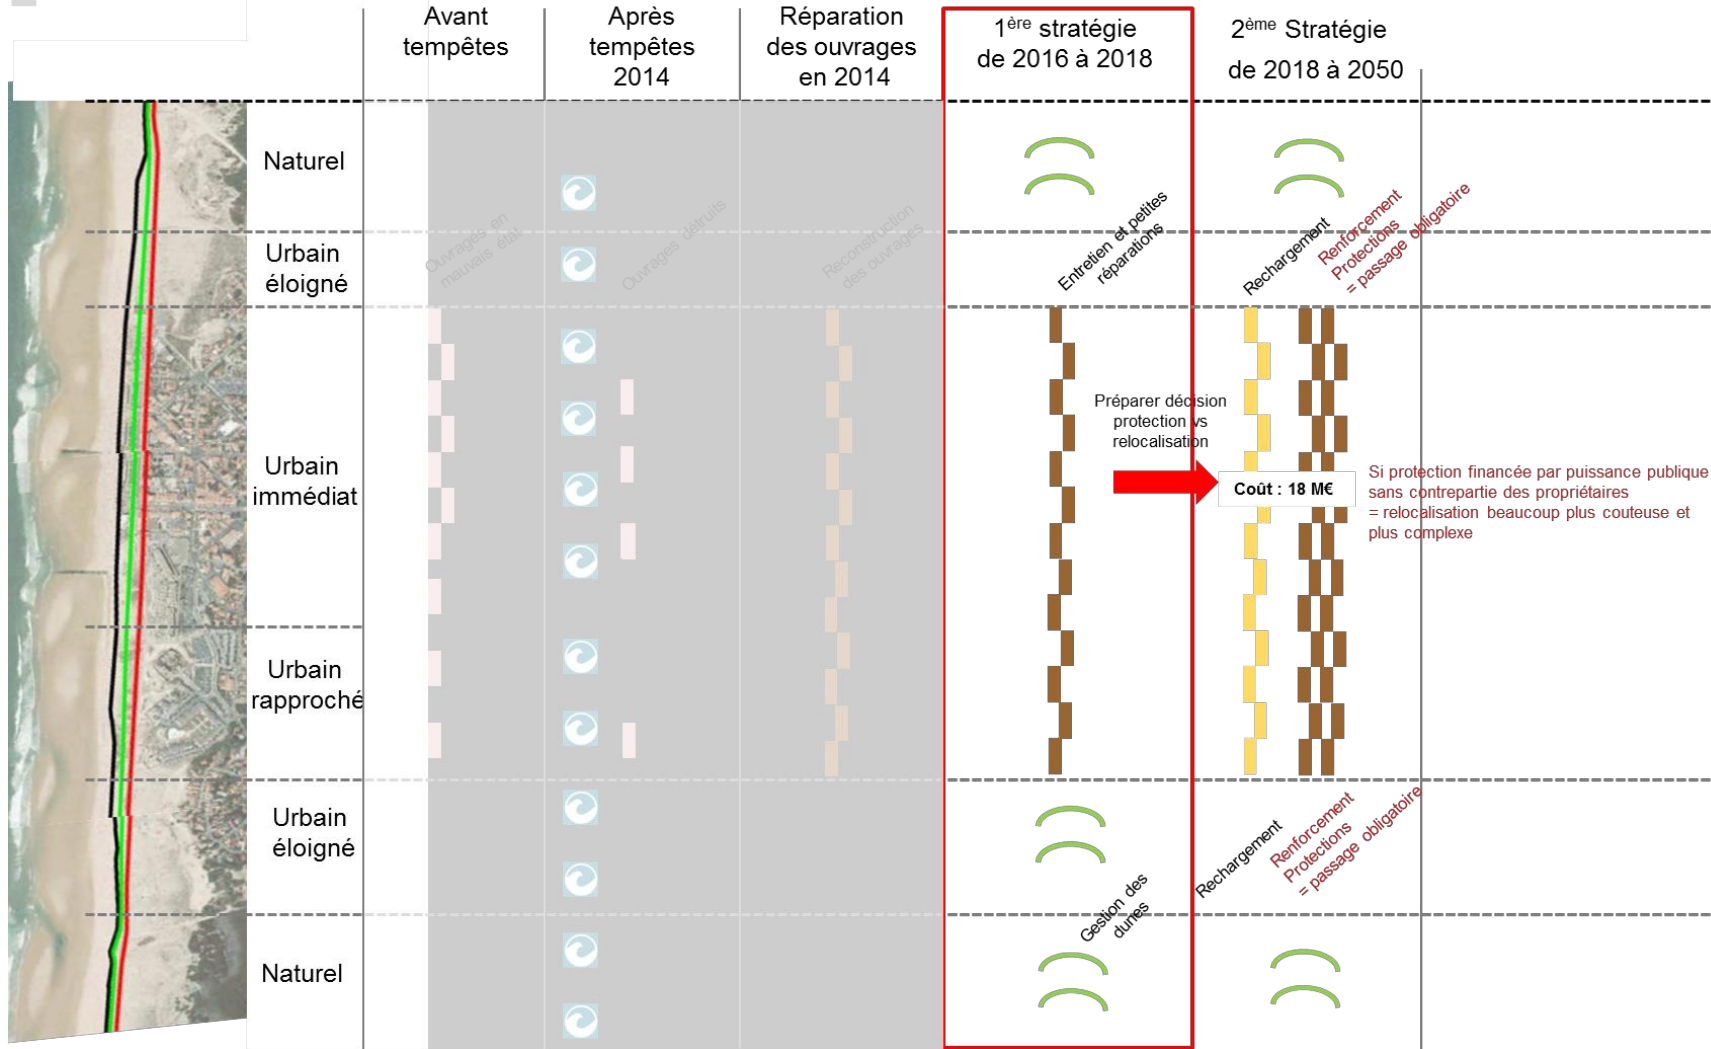 Avant
tempêtes
Après
tempêtes
2014
Réparation
des ouvrages
en 2014
1ère stratégie
de 2016 à 2018
2ème Stratégie
de 2018 à 2050
Naturel
Urbain
éloigné
Ouvrages en
mauvais état
Ouvrages détruits
Reconstruction
des ouvrages
Entretien et petites
réparations
Rechargement
Renforcement
Protections
= passage obligatoire
Urbain
immédiat
Préparer décision
protection vs
relocalisation
Coût : 18 M€
Si protection financée par puissance publique
sans contrepartie des propriétaires
= relocalisation beaucoup plus couteuse et
plus complexe
Urbain
rapproché
Urbain
éloigné
Gestion des
dunes
Rechargement
Renforcement
Protections
= passage obligatoire
Naturel